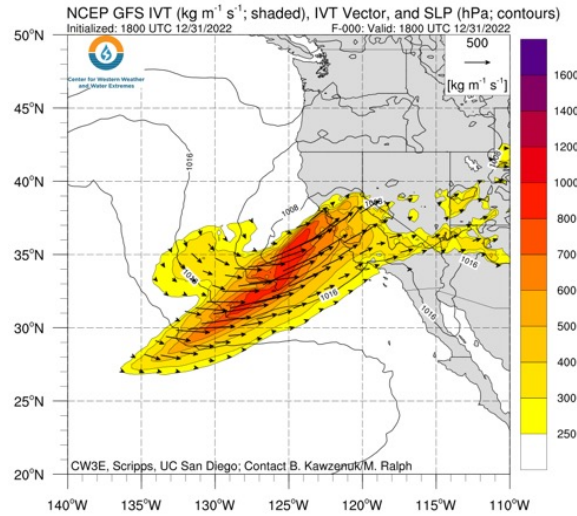 NCEP GFS IVT (kg m⁻¹ s⁻¹; shaded), IVT Vector, and SLP (hPa; contours)
Initialized: 1800 UTC 12/31/2022 F-000: Valid: 1800 UTC 12/31/2022
50°N
45°N
40°N
35°N
30°N
25°N
20°N
Center for Western Weather
and Water Extremes
500
[kg m⁻¹ s⁻¹]
1016
1008
1008
1016
1016
1016
CW3E, Scripps, UC San Diego; Contact B. Kawzenuk/M. Ralph
140°W 135°W 130°W 125°W 120°W 115°W 110°W
1600
1400
1200
1000
800
700
600
500
400
300
250